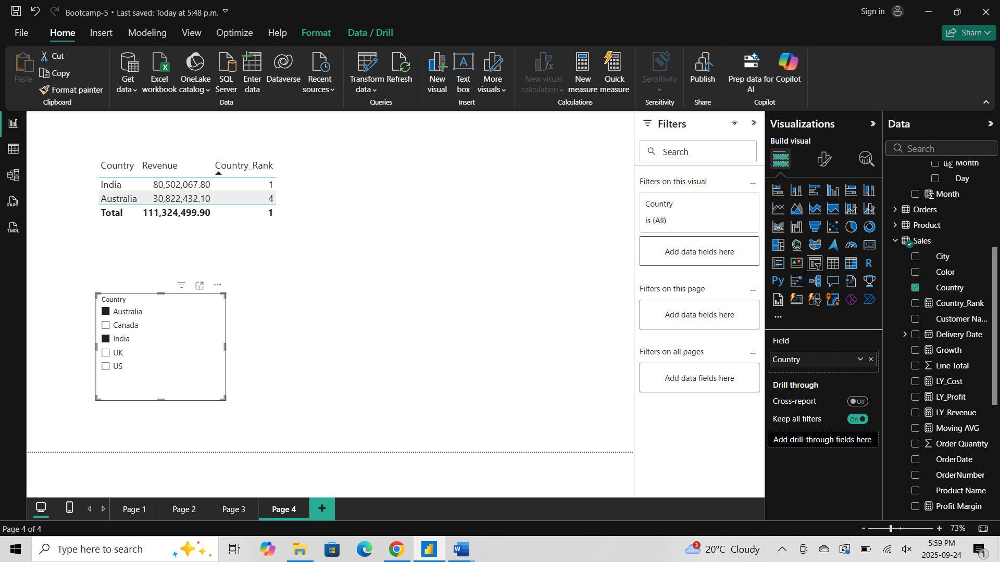 Bootcamp-5 • Last saved: Today at 5:48 p.m.
Sign in
File Home Insert Modeling View Optimize Help Format Data / Drill
Share
Paste
Cut
Copy
Format painter
Clipboard
Get data
Excel workbook
OneLake catalog
SQL Server
Enter data
Dataverse
Recent sources
Data
Transform data
Refresh
Queries
New visual
Text box
More visuals
Insert
New visual calculation
New measure
Quick measure
Calculations
Sensitivity
Sensitivity
Publish
Share
Prep data for AI
Copilot
Copilot
DAX
TMDL
Country Revenue Country_Rank
India 80,502,067.80 1
Australia 30,822,432.10 4
Total 111,324,499.90 1
Country
Australia
Canada
India
UK
US
Filters
Search
Filters on this visual ...
Country
is (All)
Add data fields here
Filters on this page ...
Add data fields here
Filters on all pages ...
Add data fields here
Visualizations
Build visual
123
R
Py
123
...
Field
Country
Drill through
Cross-report Off
Keep all filters On
Add drill-through fields here
Data
Search
Month
Day
Month
Orders
Product
Sales
City
Color
Country
Country_Rank
Customer Na...
Delivery Date
Growth
Line Total
LY_Cost
LY_Profit
LY_Revenue
Moving AVG
Order Quantity
OrderDate
OrderNumber
Product Name
Profit Margin
Page 1 Page 2 Page 3 Page 4 +
Page 4 of 4
- + 73%
Type here to search
3
20°C Cloudy
5:59 PM
2025-09-24
1